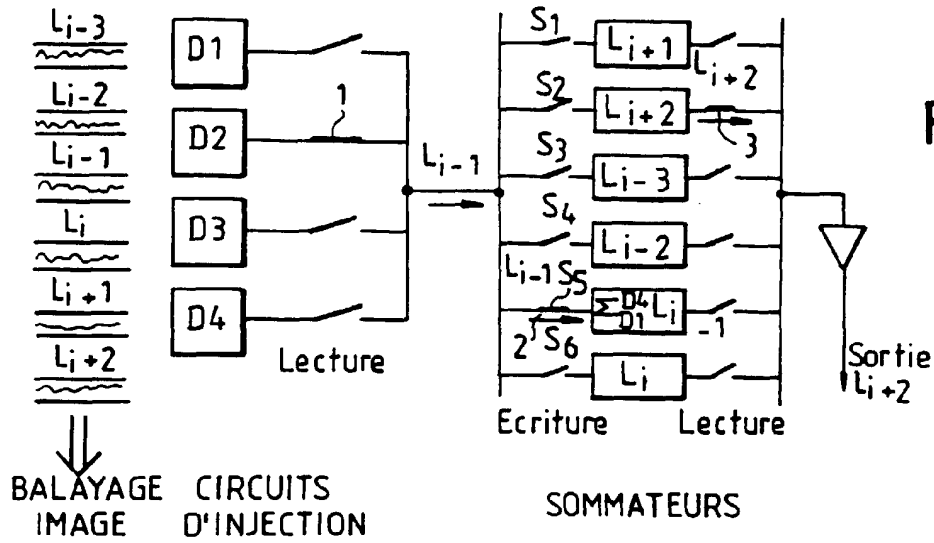 Li-3
Li-2
Li-1
Li
Li+1
Li+2
BALAYAGE
IMAGE
D1
D2
D3
D4
1
Lecture
CIRCUITS
D'INJECTION
Li-1
S1
Li+1
Li+2
S2
Li+2
3
S3
Li-3
S4
Li-2
Li-1
S5
2
Σ D4 D1 Li-1
S6
Li
Ecriture
Lecture
SOMMATEURS
Sortie
Li+2